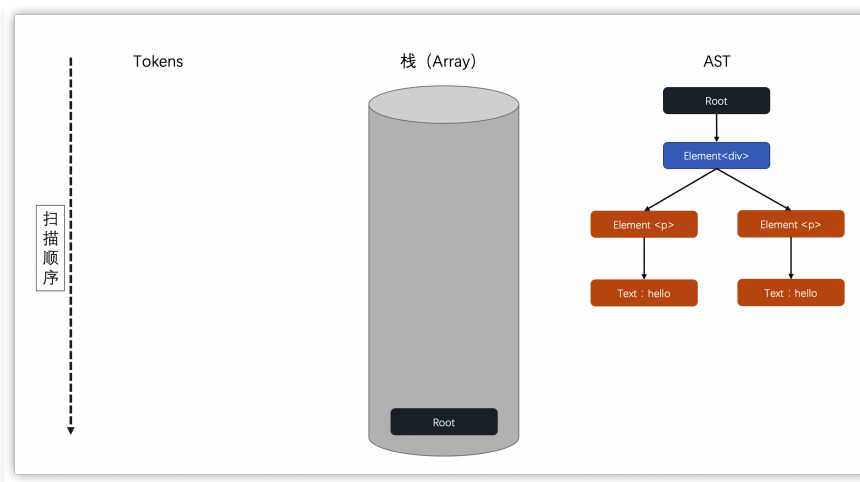 Tokens
栈（Array）
AST
Root
Element<div>
Element <p>
Element <p>
Text：hello
Text：hello
扫
描
顺
序
Root